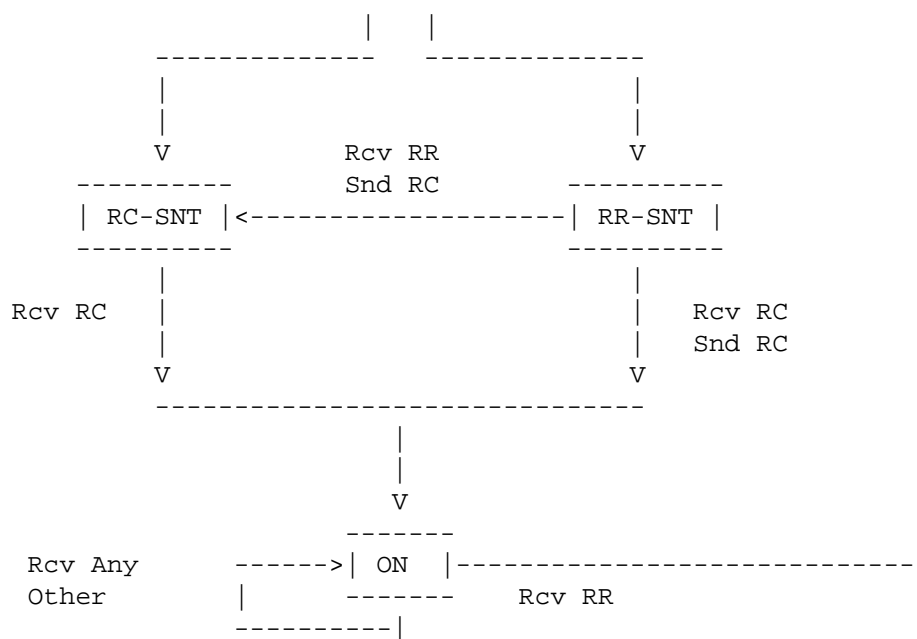 Rcv RR
Snd RC
RC-SNT
RR-SNT
Rcv RC
Rcv RC
Snd RC
Rcv Any
Other
ON
Rcv RR